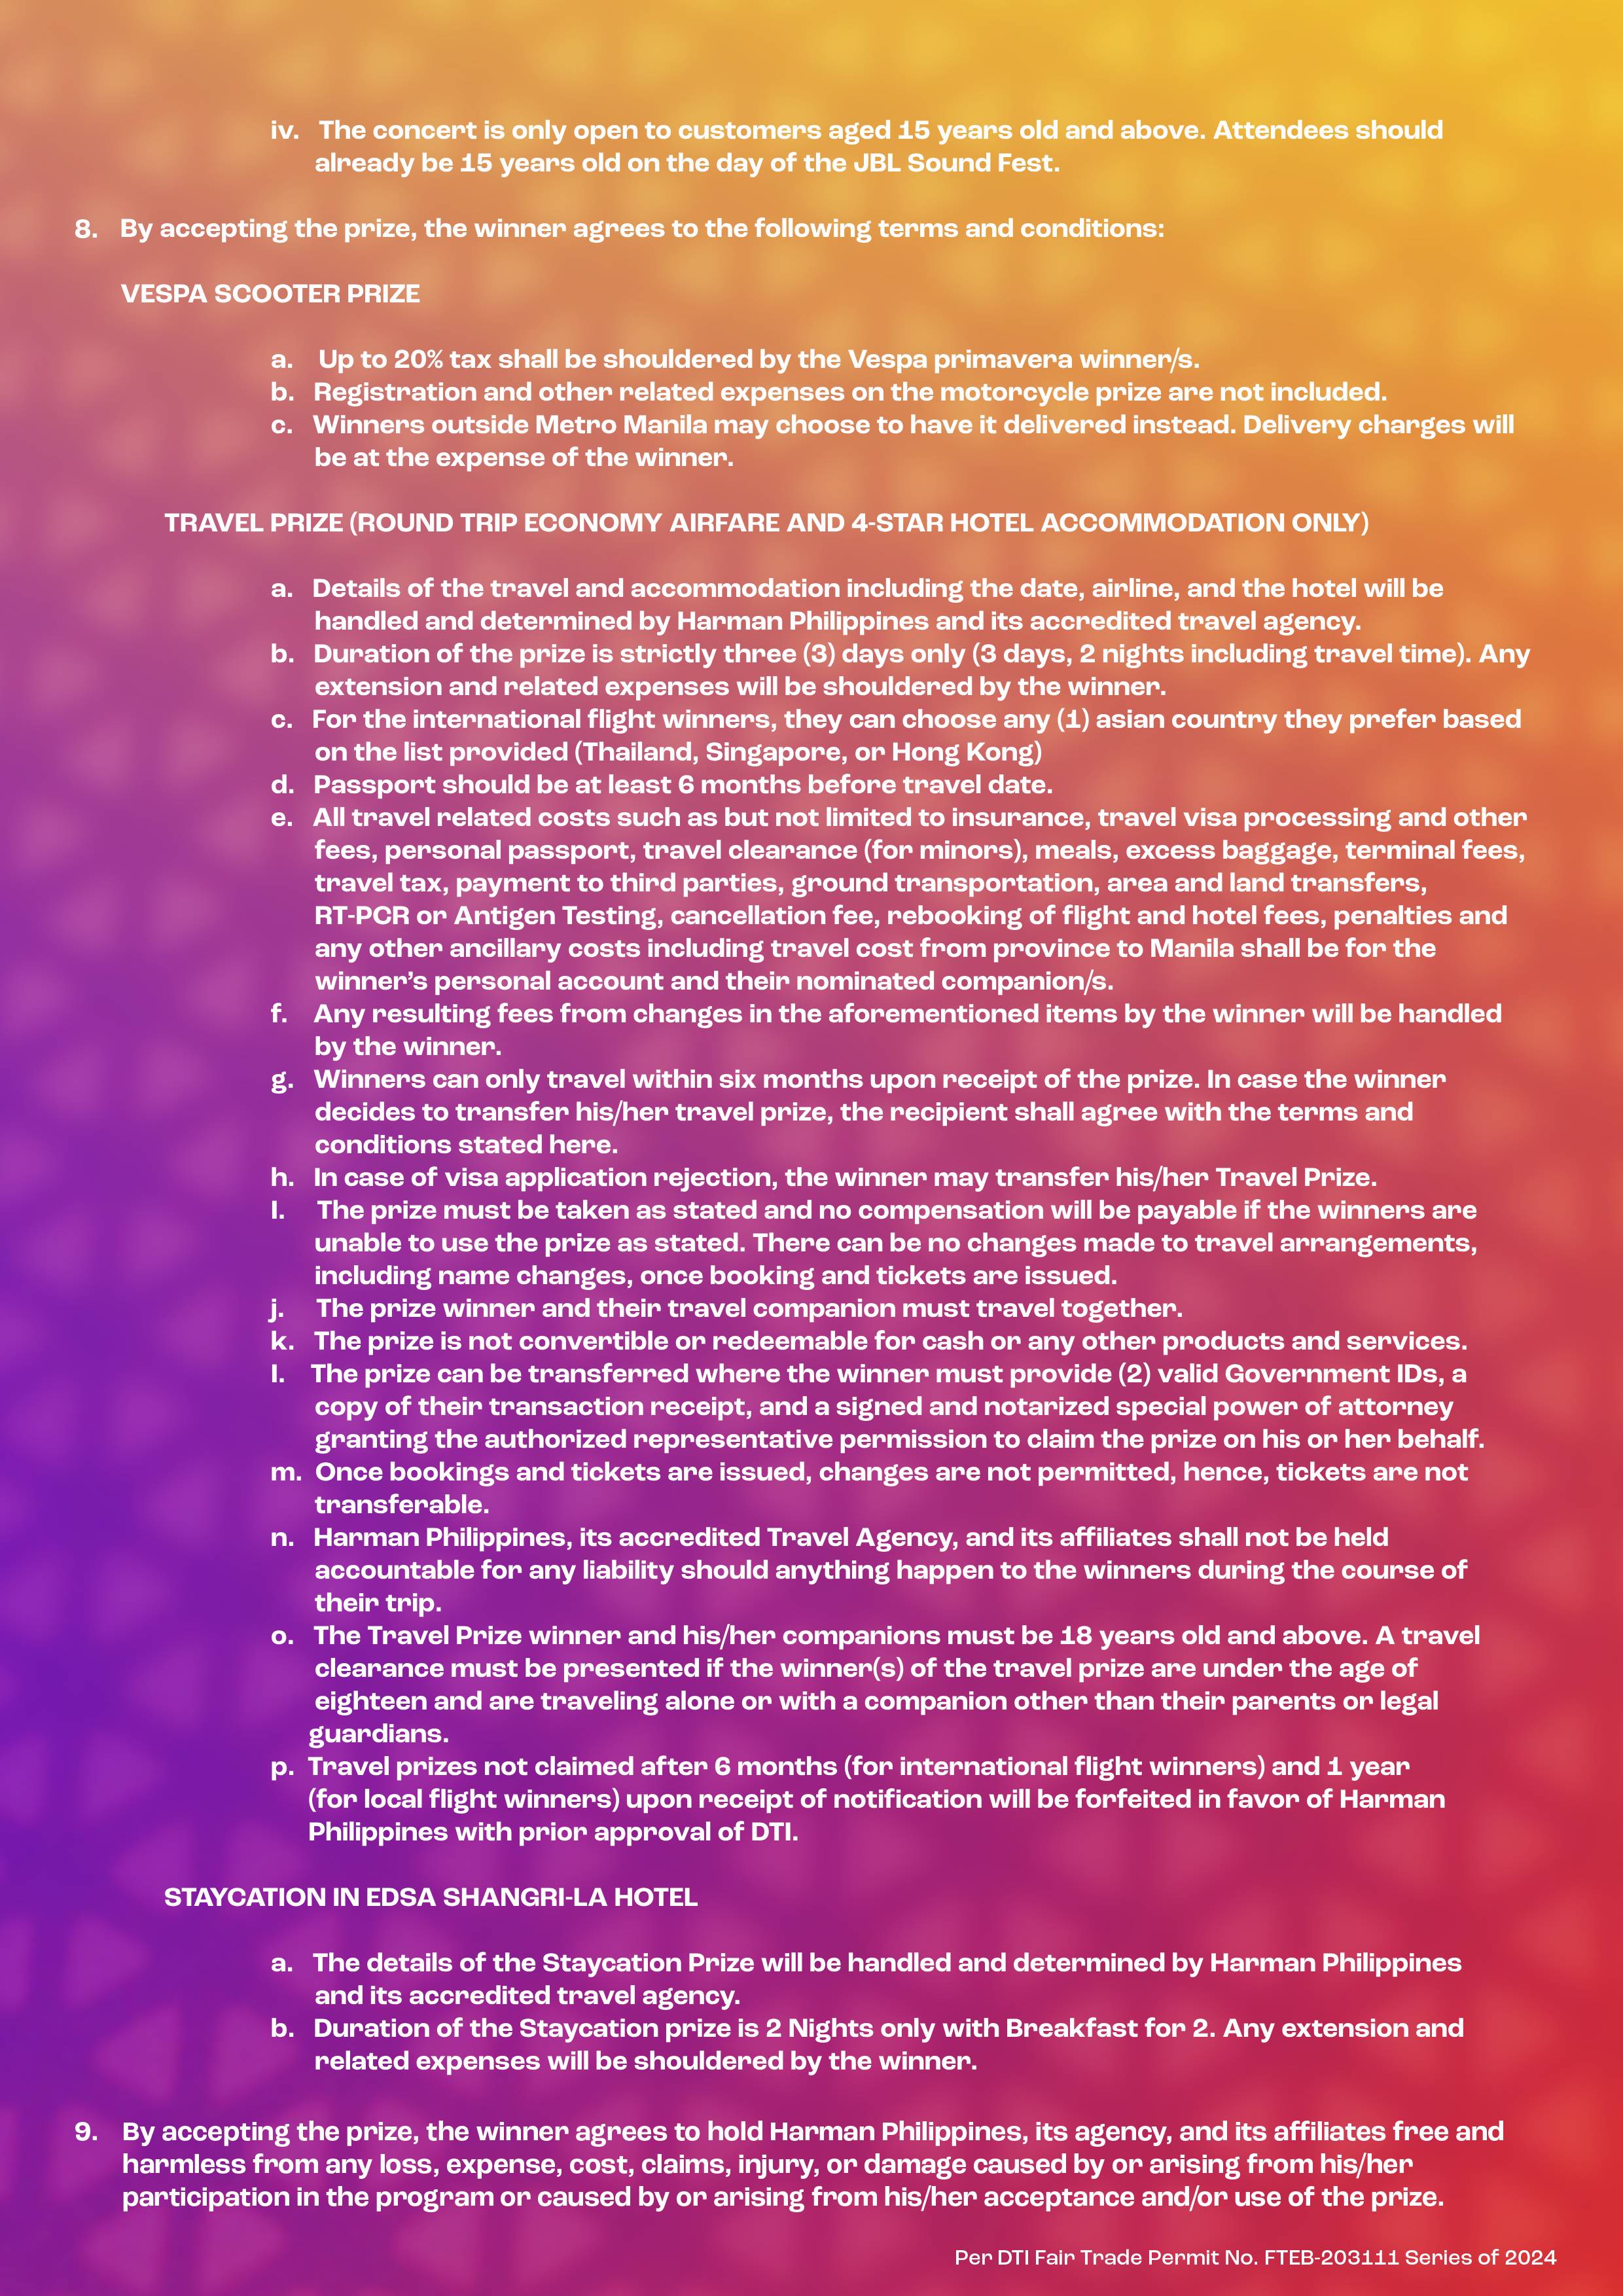 iv. The concert is only open to customers aged 15 years old and above. Attendees should
already be 15 years old on the day of the JBL Sound Fest.
8. By accepting the prize, the winner agrees to the following terms and conditions:
VESPA SCOOTER PRIZE
a. Up to 20% tax shall be shouldered by the Vespa primavera winner/s.
b. Registration and other related expenses on the motorcycle prize are not included.
c. Winners outside Metro Manila may choose to have it delivered instead. Delivery charges will
be at the expense of the winner.
TRAVEL PRIZE (ROUND TRIP ECONOMY AIRFARE AND 4-STAR HOTEL ACCOMMODATION ONLY)
a. Details of the travel and accommodation including the date, airline, and the hotel will be
handled and determined by Harman Philippines and its accredited travel agency.
b. Duration of the prize is strictly three (3) days only (3 days, 2 nights including travel time). Any
extension and related expenses will be shouldered by the winner.
c. For the international flight winners, they can choose any (1) asian country they prefer based
on the list provided (Thailand, Singapore, or Hong Kong)
d. Passport should be at least 6 months before travel date.
e. All travel related costs such as but not limited to insurance, travel visa processing and other
fees, personal passport, travel clearance (for minors), meals, excess baggage, terminal fees,
travel tax, payment to third parties, ground transportation, area and land transfers,
RT-PCR or Antigen Testing, cancellation fee, rebooking of flight and hotel fees, penalties and
any other ancillary costs including travel cost from province to Manila shall be for the
winner’s personal account and their nominated companion/s.
f. Any resulting fees from changes in the aforementioned items by the winner will be handled
by the winner.
g. Winners can only travel within six months upon receipt of the prize. In case the winner
decides to transfer his/her travel prize, the recipient shall agree with the terms and
conditions stated here.
h. In case of visa application rejection, the winner may transfer his/her Travel Prize.
I. The prize must be taken as stated and no compensation will be payable if the winners are
unable to use the prize as stated. There can be no changes made to travel arrangements,
including name changes, once booking and tickets are issued.
j. The prize winner and their travel companion must travel together.
k. The prize is not convertible or redeemable for cash or any other products and services.
l. The prize can be transferred where the winner must provide (2) valid Government IDs, a
copy of their transaction receipt, and a signed and notarized special power of attorney
granting the authorized representative permission to claim the prize on his or her behalf.
m. Once bookings and tickets are issued, changes are not permitted, hence, tickets are not
transferable.
n. Harman Philippines, its accredited Travel Agency, and its affiliates shall not be held
accountable for any liability should anything happen to the winners during the course of
their trip.
o. The Travel Prize winner and his/her companions must be 18 years old and above. A travel
clearance must be presented if the winner(s) of the travel prize are under the age of
eighteen and are traveling alone or with a companion other than their parents or legal
guardians.
p. Travel prizes not claimed after 6 months (for international flight winners) and 1 year
(for local flight winners) upon receipt of notification will be forfeited in favor of Harman
Philippines with prior approval of DTI.
STAYCATION IN EDSA SHANGRI-LA HOTEL
a. The details of the Staycation Prize will be handled and determined by Harman Philippines
and its accredited travel agency.
b. Duration of the Staycation prize is 2 Nights only with Breakfast for 2. Any extension and
related expenses will be shouldered by the winner.
9. By accepting the prize, the winner agrees to hold Harman Philippines, its agency, and its affiliates free and
harmless from any loss, expense, cost, claims, injury, or damage caused by or arising from his/her
participation in the program or caused by or arising from his/her acceptance and/or use of the prize.
Per DTI Fair Trade Permit No. FTEB-203111 Series of 2024